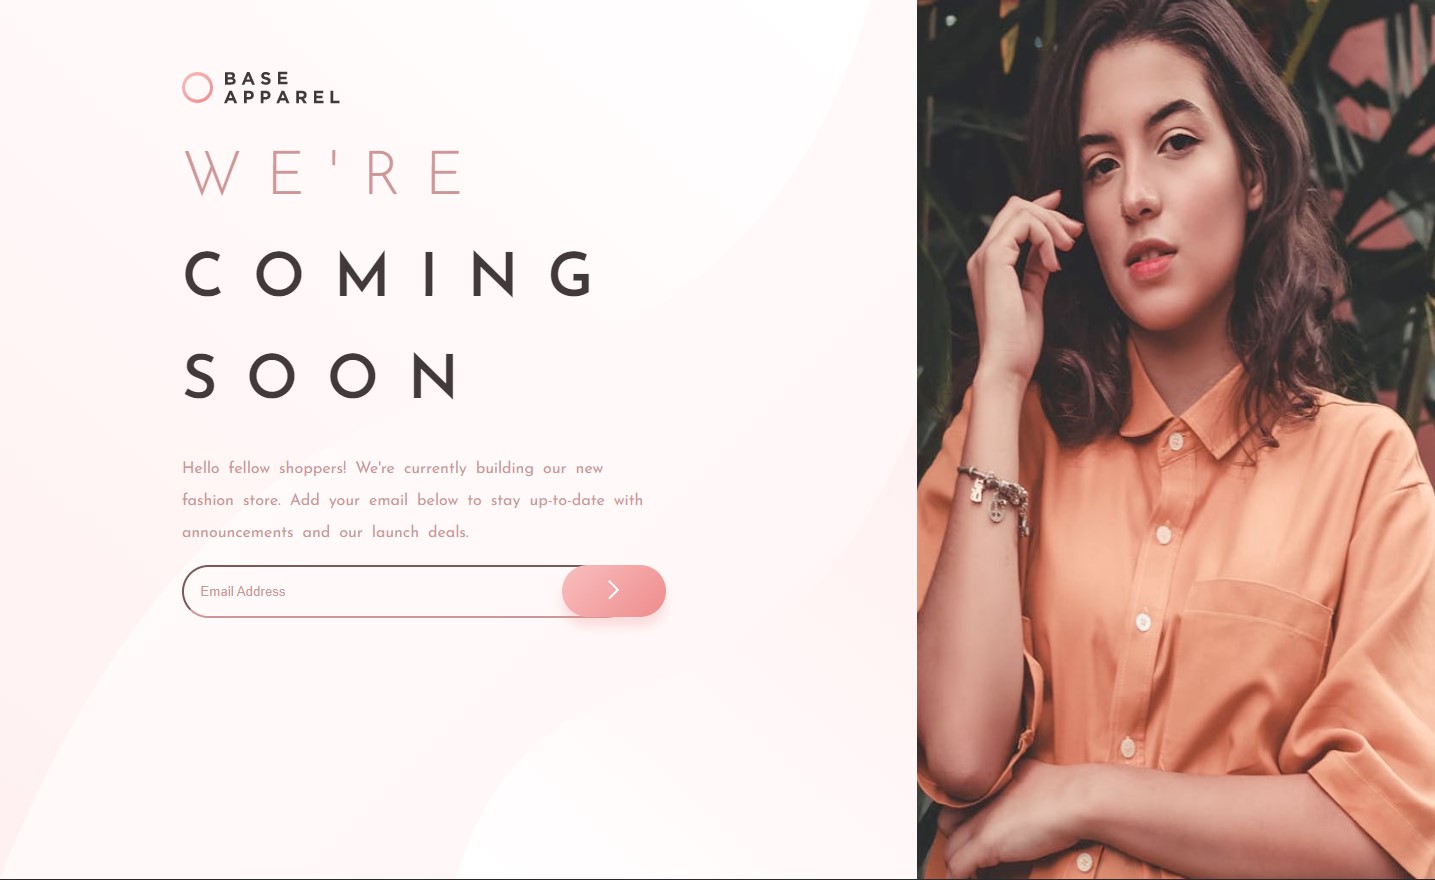 BASE
APPAREL
WE'RE
COMING
SOON
Hello fellow shoppers! We're currently building our new
fashion store. Add your email below to stay up-to-date with
announcements and our launch deals.
Email Address